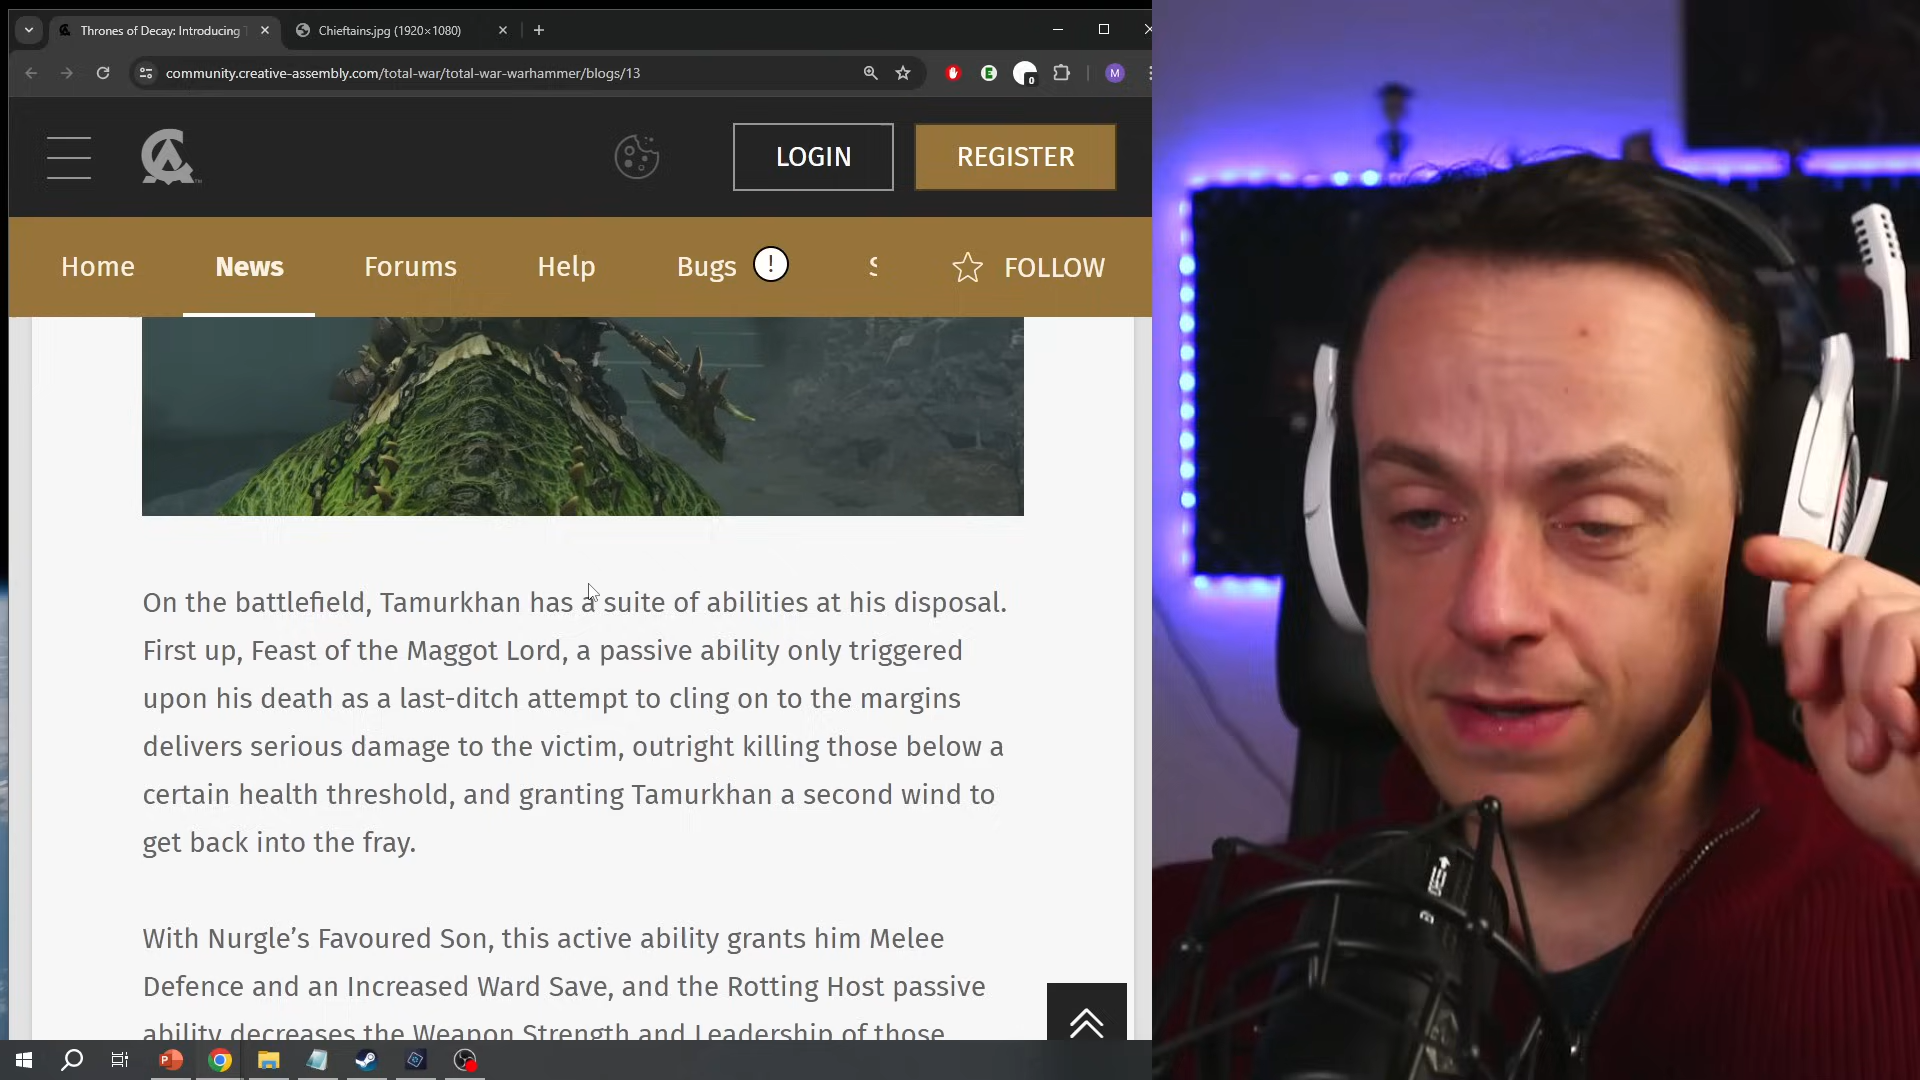 Thrones of Decay: Introducing
Chieftains.jpg (1920×1080)
community.creative-assembly.com/total-war/total-war-warhammer/blogs/13
0
M
LOGIN
REGISTER
Home
News
Forums
Help
Bugs
!
S
FOLLOW
On the battlefield, Tamurkhan has a suite of abilities at his disposal.
First up, Feast of the Maggot Lord, a passive ability only triggered
upon his death as a last-ditch attempt to cling on to the margins
delivers serious damage to the victim, outright killing those below a
certain health threshold, and granting Tamurkhan a second wind to
get back into the fray.
With Nurgle’s Favoured Son, this active ability grants him Melee
Defence and an Increased Ward Save, and the Rotting Host passive
ability decreases the Weapon Strength and Leadership of those